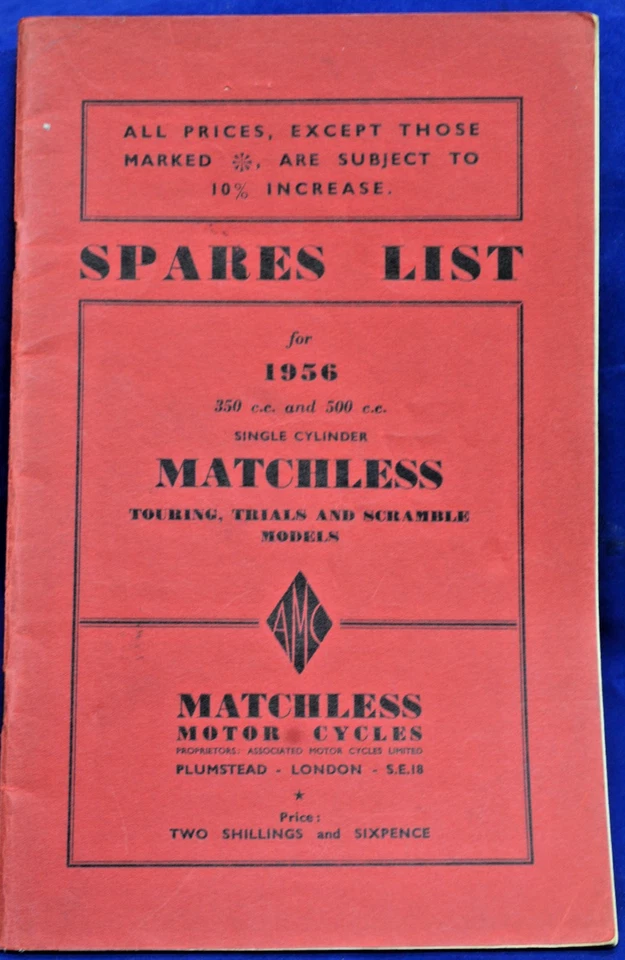 ALL PRICES, EXCEPT THOSE
MARKED ❋, ARE SUBJECT TO
10% INCREASE.
SPARES LIST
for
1956
350 c.c. and 500 c.c.
SINGLE CYLINDER
MATCHLESS
TOURING, TRIALS AND SCRAMBLE
MODELS
AMC
MATCHLESS
MOTOR CYCLES
PROPRIETORS: ASSOCIATED MOTOR CYCLES LIMITED
PLUMSTEAD - LONDON - S.E.18
★
Price:
TWO SHILLINGS and SIXPENCE